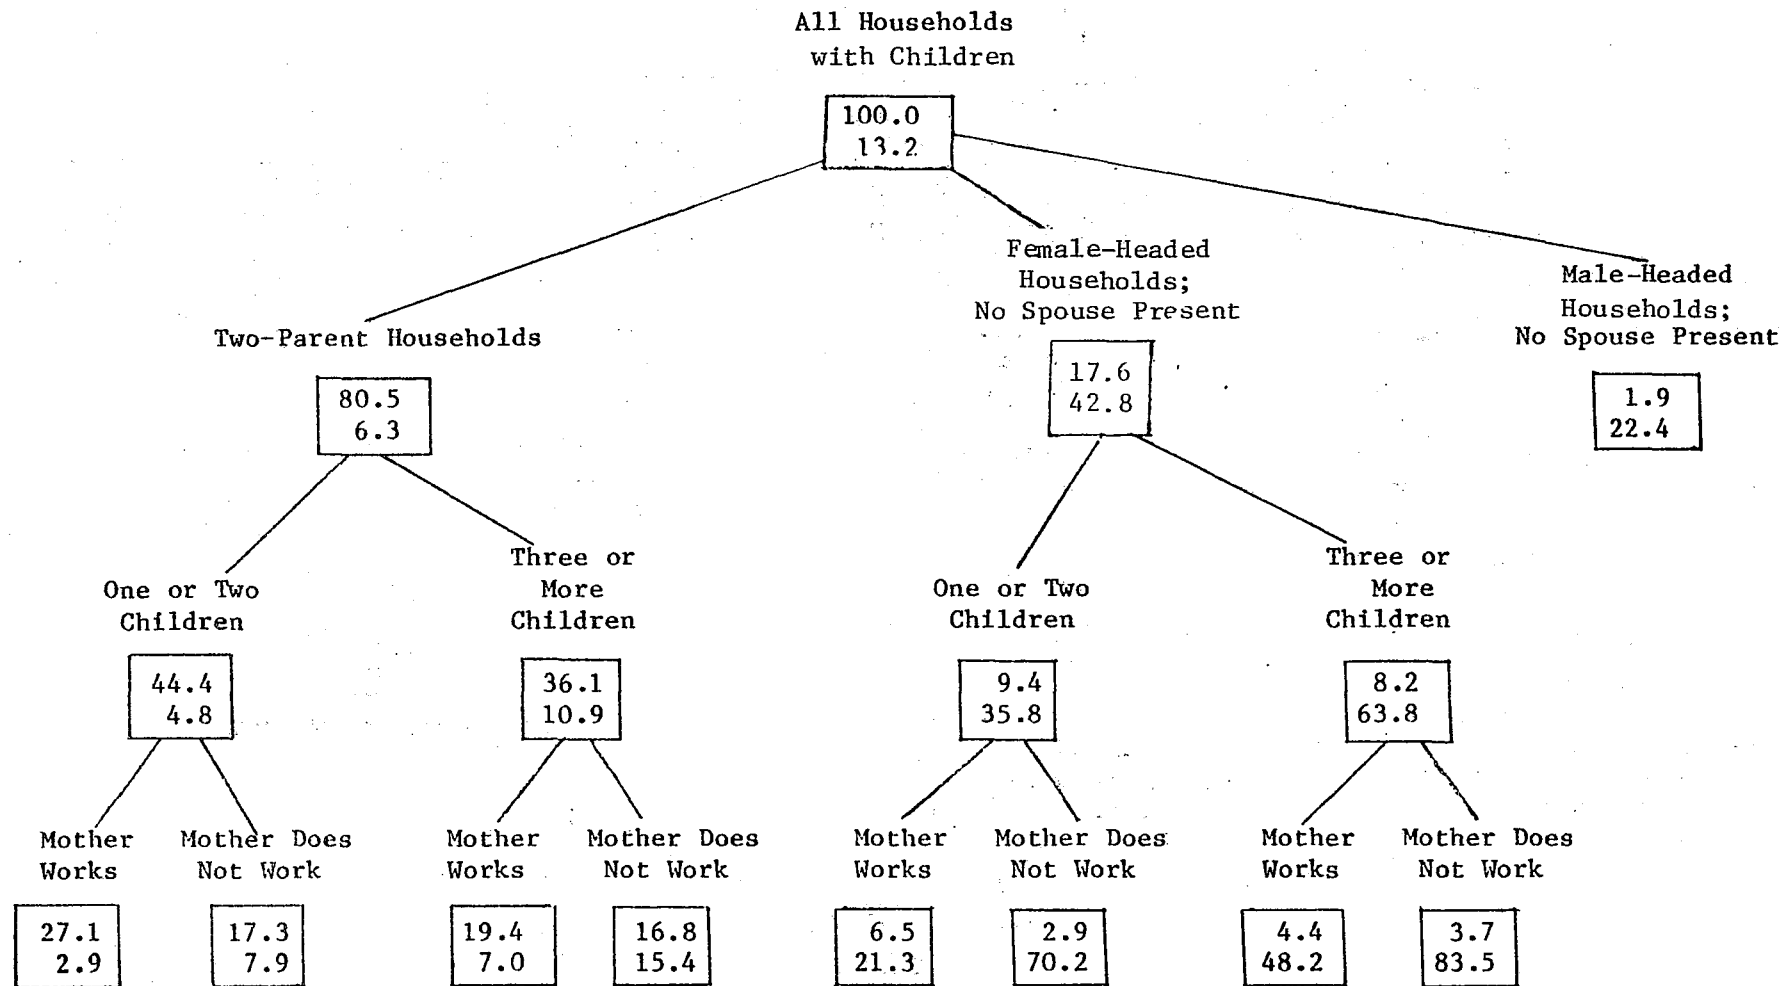 All Households
with Children
100.0
13.2
Two-Parent Households
80.5
6.3
Female-Headed
Households;
No Spouse Present
17.6
42.8
Male-Headed
Households;
No Spouse Present
1.9
22.4
One or Two
Children
44.4
4.8
Three or
More
Children
36.1
10.9
One or Two
Children
9.4
35.8
Three or
More
Children
8.2
63.8
Mother
Works
27.1
2.9
Mother Does
Not Work
17.3
7.9
Mother
Works
19.4
7.0
Mother Does
Not Work
16.8
15.4
Mother
Works
6.5
21.3
Mother Does
Not Work
2.9
70.2
Mother
Works
4.4
48.2
Mother Does
Not Work
3.7
83.5